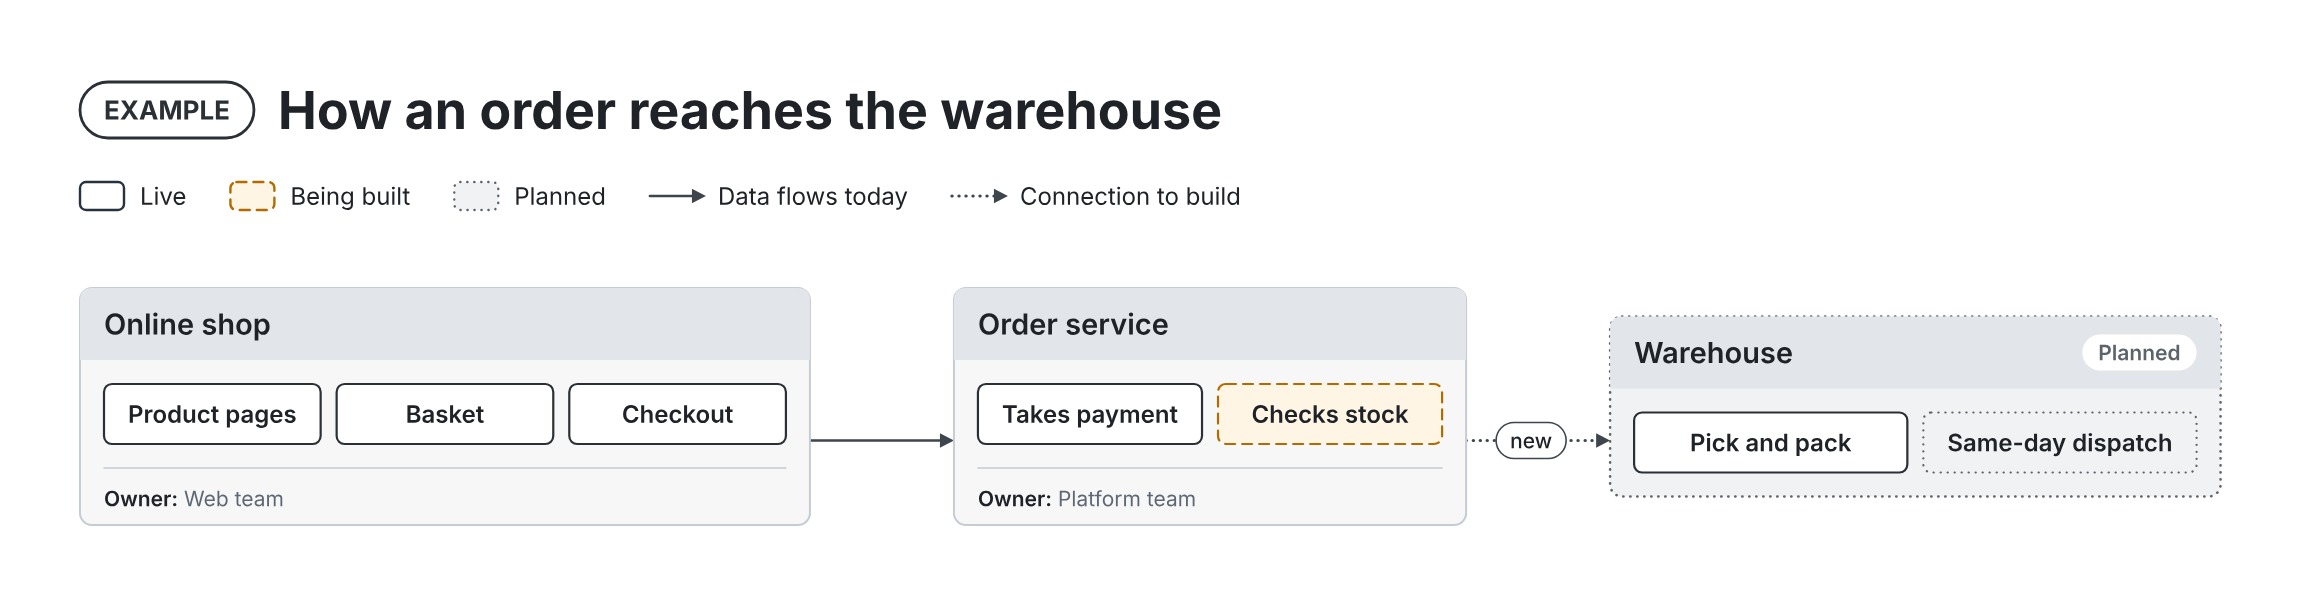 EXAMPLE How an order reaches the warehouse
Live Being built Planned Data flows today Connection to build
Online shop
Product pages Basket Checkout
Owner: Web team
Order service
Takes payment Checks stock
Owner: Platform team
new
Warehouse Planned
Pick and pack Same-day dispatch